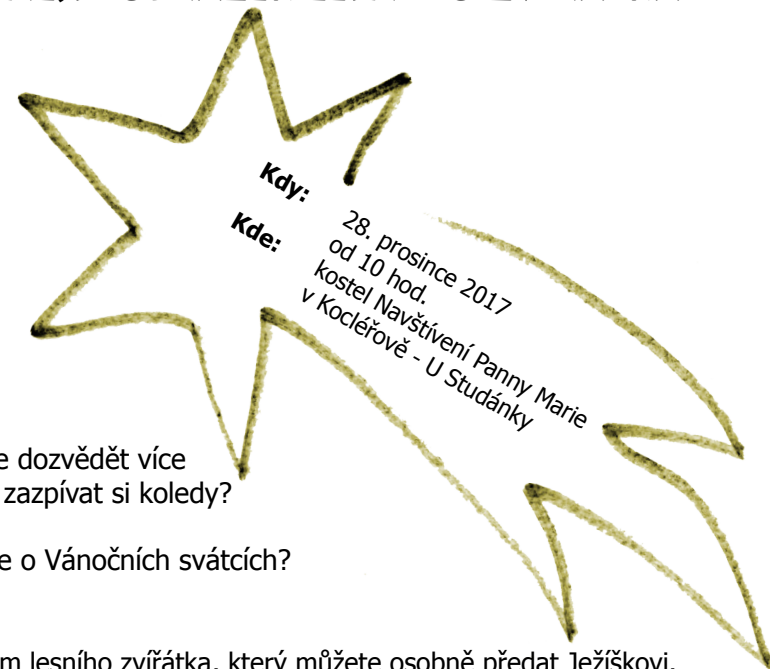 Kdy:
28. prosince 2017
od 10 hod.
Kde:
kostel Navštívení Panny Marie
v Kocléřově - U Studánky
e dozvědět více
zazpívat si koledy?
e o Vánočních svátcích?
m lesního zvířátka, který můžete osobně předat Ježíškovi.